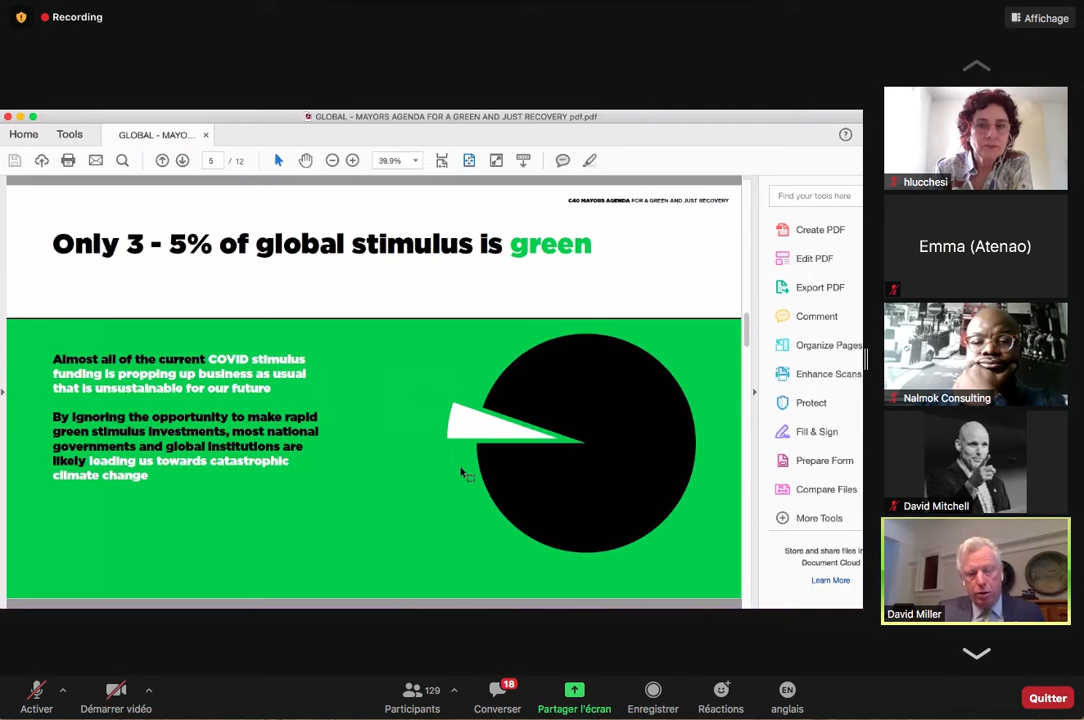 Recording
Affichage
GLOBAL - MAYORS AGENDA FOR A GREEN AND JUST RECOVERY pdf.pdf
Home
Tools
GLOBAL - MAYO...
×
?
5 / 12
39.9%
C40 MAYORS AGENDA FOR A GREEN AND JUST RECOVERY
Only 3 - 5% of global stimulus is green
Almost all of the current COVID stimulus
funding is propping up business as usual
that is unsustainable for our future
By ignoring the opportunity to make rapid
green stimulus investments, most national
governments and global institutions are
likely leading us towards catastrophic
climate change
Find your tools here
Create PDF
Edit PDF
Export PDF
Comment
Organize Pages
Enhance Scans
Protect
Fill & Sign
Prepare Form
Compare Files
More Tools
Store and share files in
Document Cloud
Learn More
hlucchesi
Emma (Atenao)
Nalmok Consulting
David Mitchell
David Miller
Activer
Démarrer vidéo
129
Participants
18
Converser
Partager l'écran
Enregistrer
Réactions
EN
anglais
Quitter